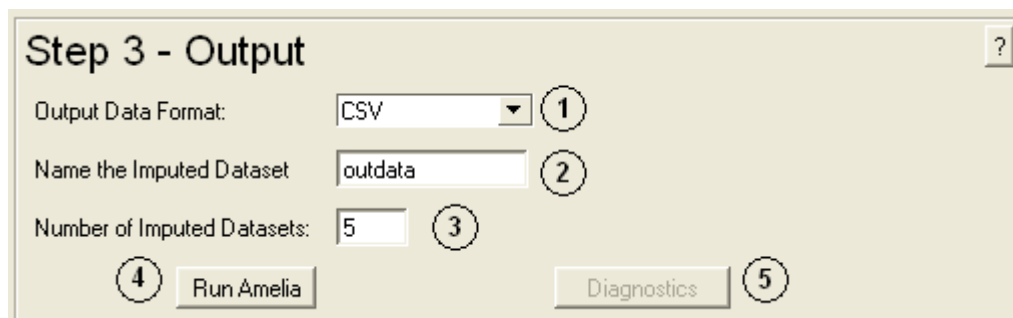 Step 3 - Output
?
Output Data Format: CSV 1
Name the Imputed Dataset outdata 2
Number of Imputed Datasets: 5 3
4 Run Amelia Diagnostics 5